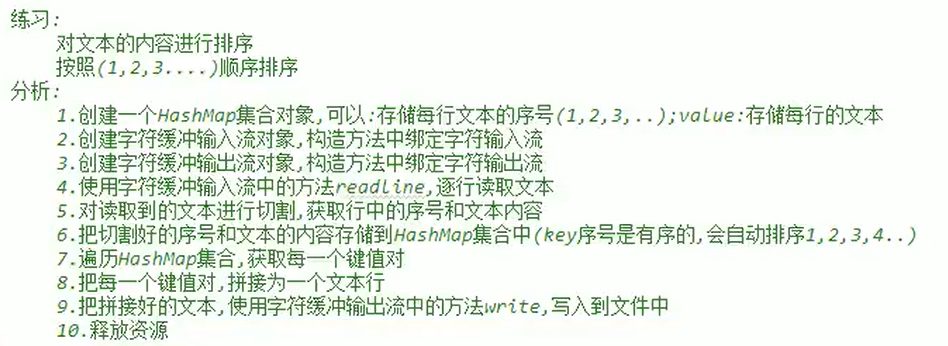 练习:
对文本的内容进行排序
按照(1,2,3....)顺序排序
分析:
1.创建一个HashMap集合对象,可以:存储每行文本的序号(1,2,3,..);value:存储每行的文本
2.创建字符缓冲输入流对象,构造方法中绑定字符输入流
3.创建字符缓冲输出流对象,构造方法中绑定字符输出流
4.使用字符缓冲输入流中的方法readline,逐行读取文本
5.对读取到的文本进行切割,获取行中的序号和文本内容
6.把切割好的序号和文本的内容存储到HashMap集合中(key序号是有序的,会自动排序1,2,3,4..)
7.遍历HashMap集合,获取每一个键值对
8.把每一个键值对,拼接为一个文本行
9.把拼接好的文本,使用字符缓冲输出流中的方法write,写入到文件中
10.释放资源